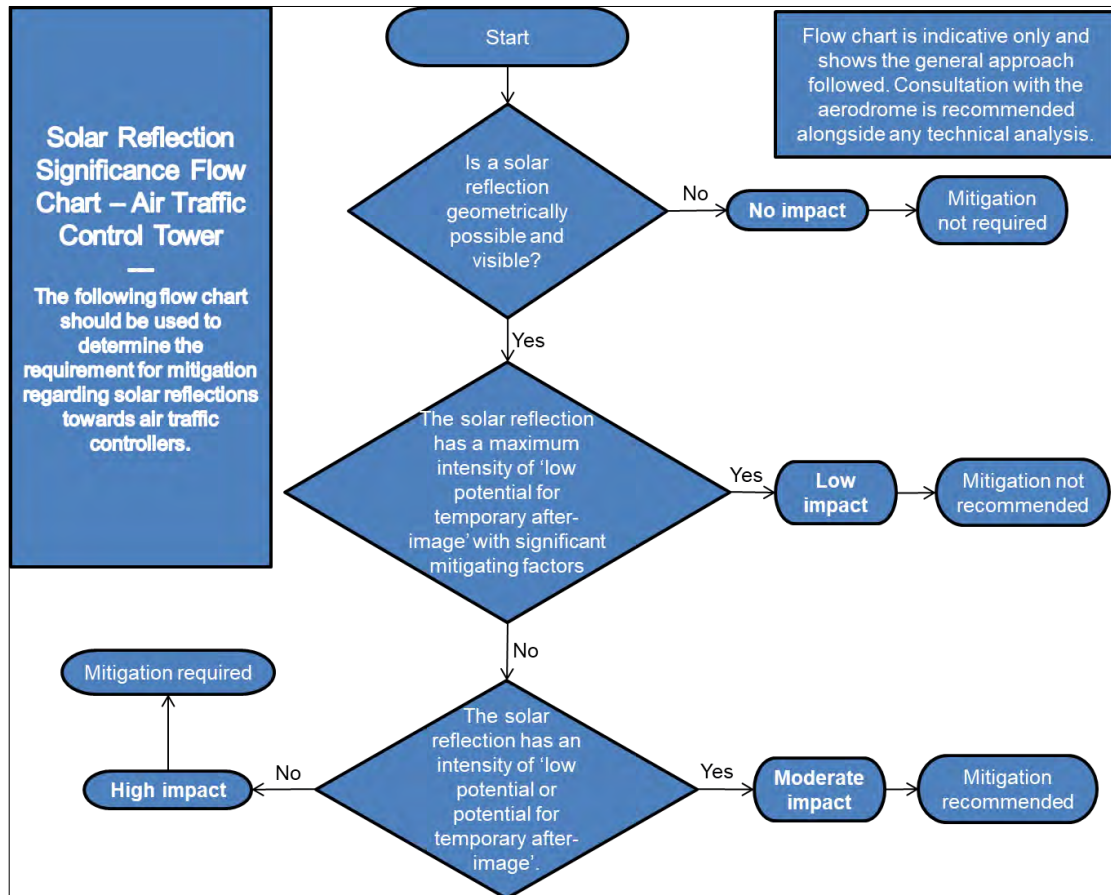 Solar Reflection
Significance Flow
Chart – Air Traffic
Control Tower
—
The following flow chart
should be used to
determine the
requirement for mitigation
regarding solar reflections
towards air traffic
controllers.
Start
Flow chart is indicative only and
shows the general approach
followed. Consultation with the
aerodrome is recommended
alongside any technical analysis.
Is a solar
reflection
geometrically
possible and
visible?
No
No impact
Mitigation
not required
Yes
The solar reflection
has a maximum
intensity of ‘low
potential for
temporary after-
image’ with significant
mitigating factors
Yes
Low
impact
Mitigation not
recommended
No
The solar
reflection has an
intensity of ‘low
potential or
potential for
temporary after-
image’.
Yes
Moderate
impact
Mitigation
recommended
No
High impact
Mitigation required